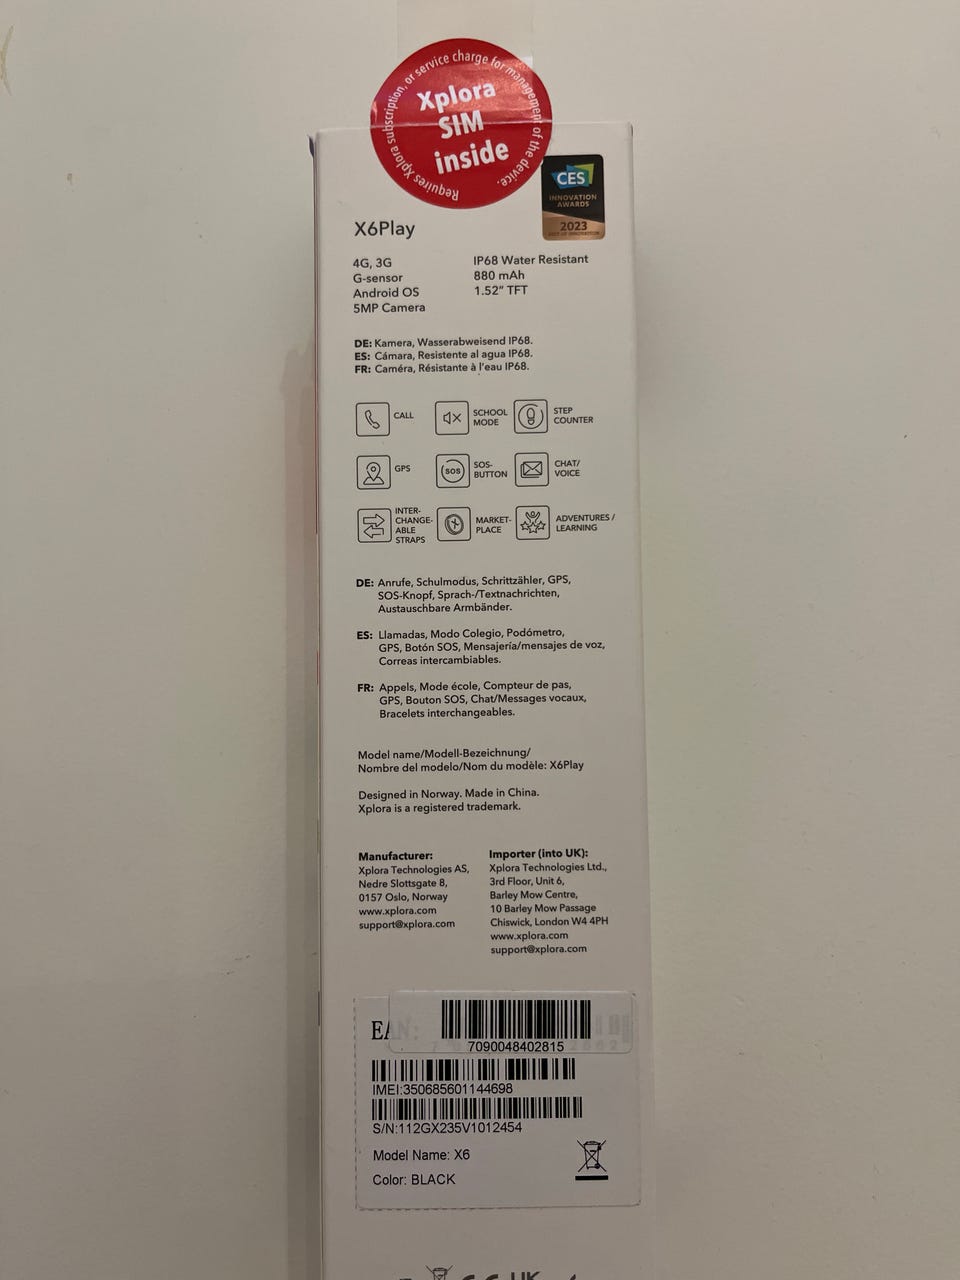 Requires Xplora subscription, or service charge for management of the device.
Xplora
SIM
inside
CES
INNOVATION
AWARDS
2023
X6Play
4G, 3G
G-sensor
Android OS
5MP Camera
IP68 Water Resistant
880 mAh
1.52" TFT
DE: Kamera, Wasserabweisend IP68.
ES: Cámara, Resistente al agua IP68.
FR: Caméra, Résistante à l'eau IP68.
CALL
SCHOOL
MODE
STEP
COUNTER
GPS
SOS
SOS-
BUTTON
CHAT/
VOICE
INTER-
CHANGE-
ABLE
STRAPS
MARKET-
PLACE
ADVENTURES /
LEARNING
DE: Anrufe, Schulmodus, Schrittzähler, GPS,
SOS-Knopf, Sprach-/Textnachrichten,
Austauschbare Armbänder.
ES: Llamadas, Modo Colegio, Podómetro,
GPS, Botón SOS, Mensajería/mensajes de voz,
Correas intercambiables.
FR: Appels, Mode école, Compteur de pas,
GPS, Bouton SOS, Chat/Messages vocaux,
Bracelets interchangeables.
Model name/Modell-Bezeichnung/
Nombre del modelo/Nom du modèle: X6Play
Designed in Norway. Made in China.
Xplora is a registered trademark.
Manufacturer:
Xplora Technologies AS,
Nedre Slottsgate 8,
0157 Oslo, Norway
www.xplora.com
support@xplora.com
Importer (into UK):
Xplora Technologies Ltd.,
3rd Floor, Unit 6,
Barley Mow Centre,
10 Barley Mow Passage
Chiswick, London W4 4PH
www.xplora.com
support@xplora.com
EAN:
7090048402815
IMEI:350685601144698
S/N:112GX235V1012454
Model Name: X6
Color: BLACK